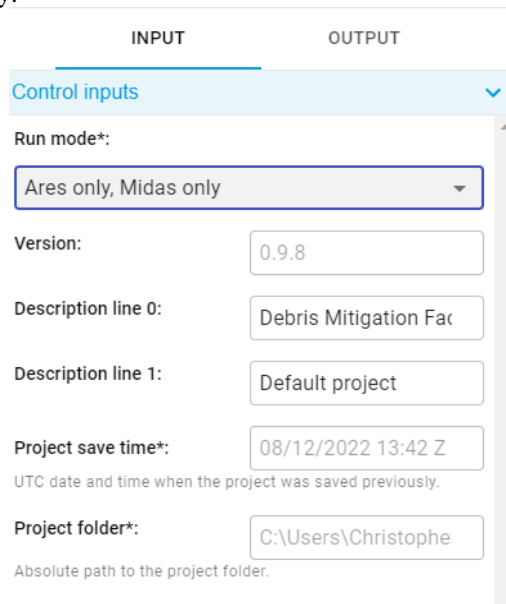 y.
INPUT OUTPUT
Control inputs
Run mode*:
Ares only, Midas only
Version: 0.9.8
Description line 0: Debris Mitigation Fac
Description line 1: Default project
Project save time*: 08/12/2022 13:42 Z
UTC date and time when the project was saved previously.
Project folder*: C:\Users\Christophe
Absolute path to the project folder.